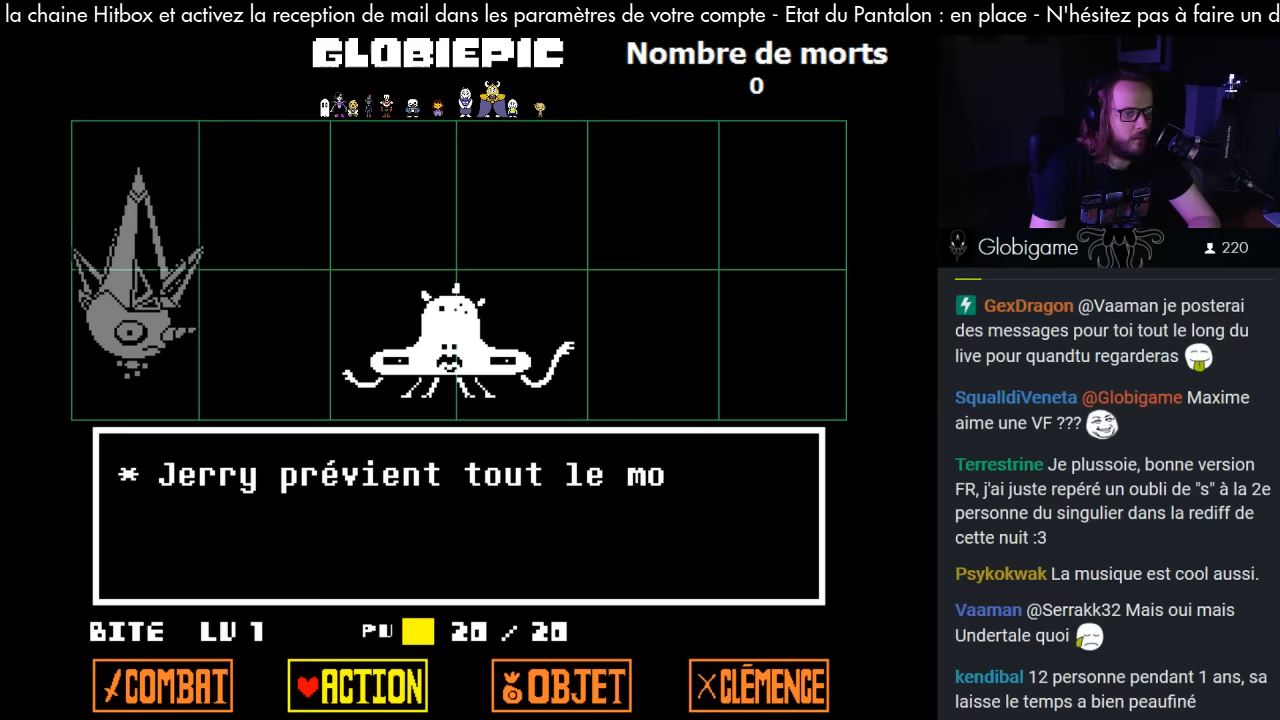 la chaine Hitbox et activez la reception de mail dans les paramètres de votre compte - Etat du Pantalon : en place - N'hésitez pas à faire un d
GLOBIEPIC
Nombre de morts
0
* Jerry prévient tout le mo
BITE LV 1 PV 20 / 20
COMBAT ACTION OBJET CLÉMENCE
Globigame 220
GexDragon @Vaaman je posterai
des messages pour toi tout le long du
live pour quandtu regarderas
SqualldiVeneta @Globigame Maxime
aime une VF ???
Terrestrine Je plussoie, bonne version
FR, j'ai juste repéré un oubli de "s" à la 2e
personne du singulier dans la rediff de
cette nuit :3
Psykokwak La musique est cool aussi.
Vaaman @Serrakk32 Mais oui mais
Undertale quoi
kendibal 12 personne pendant 1 ans, sa
laisse le temps a bien peaufiné